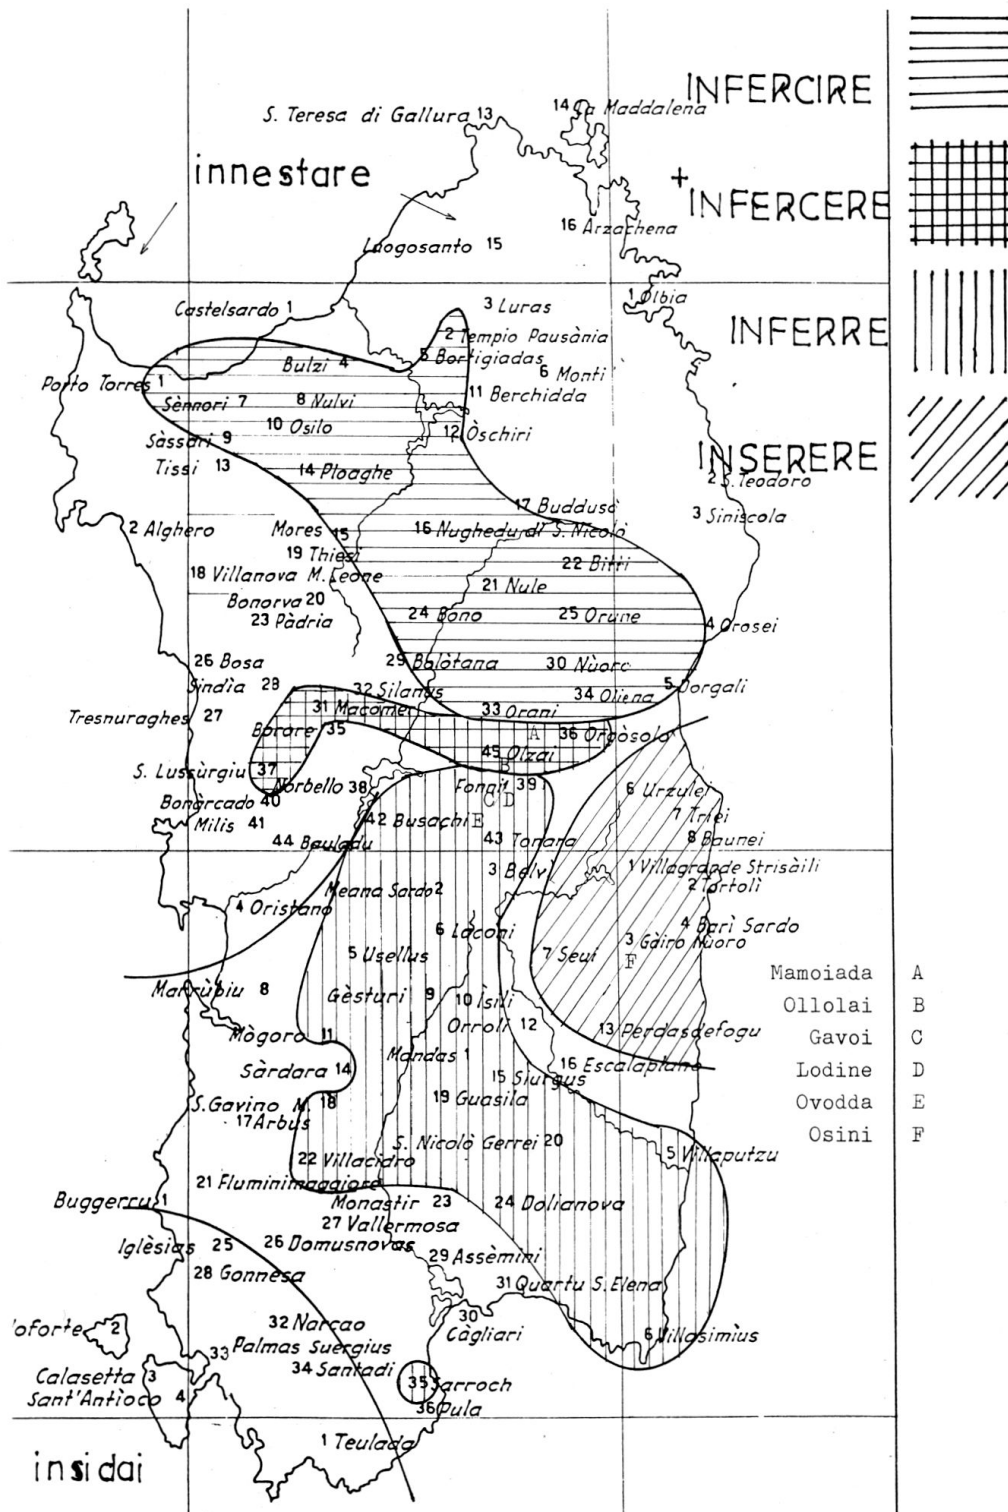 INFERCIRE
S. Teresa di Gallura 13
14 La Maddalena
innestare
+INFERCERE
16 Arzachena
Luogosanto 15
1 Olbia
Castelsardo 1
3 Luras
INFERRE
2 Tempio Pausània
5 Bortigiadas
Bulzi 4
6 Monti
Porto Torres 1
11 Berchidda
Sènnori 7
8 Nulvi
10 Osilo
12 Òschiri
Sàssari 9
INSERERE
Tissi 13
14 Ploaghe
2 S. Teodoro
17 Buddusò
3 Siniscola
2 Alghero
Mores 15
16 Nughedu di S. Nicolò
19 Thiesi
22 Bitti
18 Villanova M. Leone
21 Nule
Bonorva 20
24 Bono
25 Orune
23 Pàdria
4 Orosei
26 Bosa
29 Bolòtana
30 Nùoro
Sindìa 28
32 Silanus
34 Oliena
5 Dorgali
Tresnuraghes 27
31 Macomer
33 Orani
Borore 35
A
36 Orgòsolo
45 Olzai
B
S. Lussùrgiu 37
Norbello 38
Fonni 39
6 Urzulei
Bonàrcado 40
C D
7 Triei
Milis 41
42 Busachi E
8 Baunei
44 Bauladu
43 Tonara
3 Belvì
1 Villagrande Strisàili
2 Tortolì
Meana Sardo 2
4 Oristano
4 Barì Sardo
6 Laconi
3 Gàiro Nùoro
5 Usellus
7 Seui
F
Mamoiada A
Marrùbiu 8
Gèsturi 9
10 Ìsili
Ollolai B
Orroli 12
13 Perdasdefogu
Mògoro 11
Gavoi C
Mandas 1
16 Escalaplano
Sàrdara 14
15 Siurgus
Lodine D
S. Gavino M. 18
19 Guasila
Ovodda E
17 Arbus
Osini F
S. Nicolò Gerrei 20
22 Villacidro
5 Villaputzu
21 Fluminimaggiore
Buggerru 1
Monastir 23
24 Dolianova
27 Vallermosa
Iglèsias 25
26 Domusnovas
29 Assèmini
28 Gonnesa
31 Quartu S. Elena
30
32 Narcao
Càgliari
loforte 2
6 Villasimìus
33 Palmas Suergius
34 Santadi
Calasetta 3
35 Sarroch
Sant'Antìoco 4
36 Pula
1 Teulada
insidai